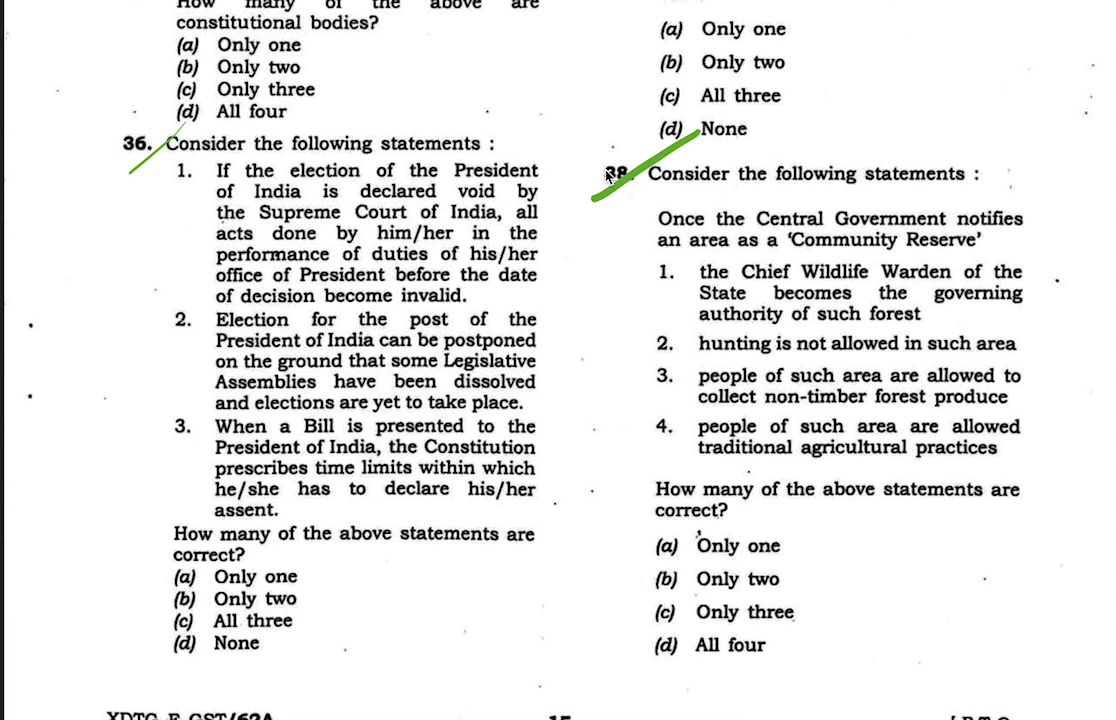 How many of the above are
constitutional bodies?
(a) Only one
(b) Only two
(c) Only three
(d) All four
36. Consider the following statements :
1. If the election of the President
of India is declared void by
the Supreme Court of India, all
acts done by him/her in the
performance of duties of his/her
office of President before the date
of decision become invalid.
2. Election for the post of the
President of India can be postponed
on the ground that some Legislative
Assemblies have been dissolved
and elections are yet to take place.
3. When a Bill is presented to the
President of India, the Constitution
prescribes time limits within which
he/she has to declare his/her
assent.
How many of the above statements are
correct?
(a) Only one
(b) Only two
(c) All three
(d) None
(a) Only one
(b) Only two
(c) All three
(d) None
38. Consider the following statements :
Once the Central Government notifies
an area as a ‘Community Reserve’
1. the Chief Wildlife Warden of the
State becomes the governing
authority of such forest
2. hunting is not allowed in such area
3. people of such area are allowed to
collect non-timber forest produce
4. people of such area are allowed
traditional agricultural practices
How many of the above statements are
correct?
(a) Only one
(b) Only two
(c) Only three
(d) All four
15